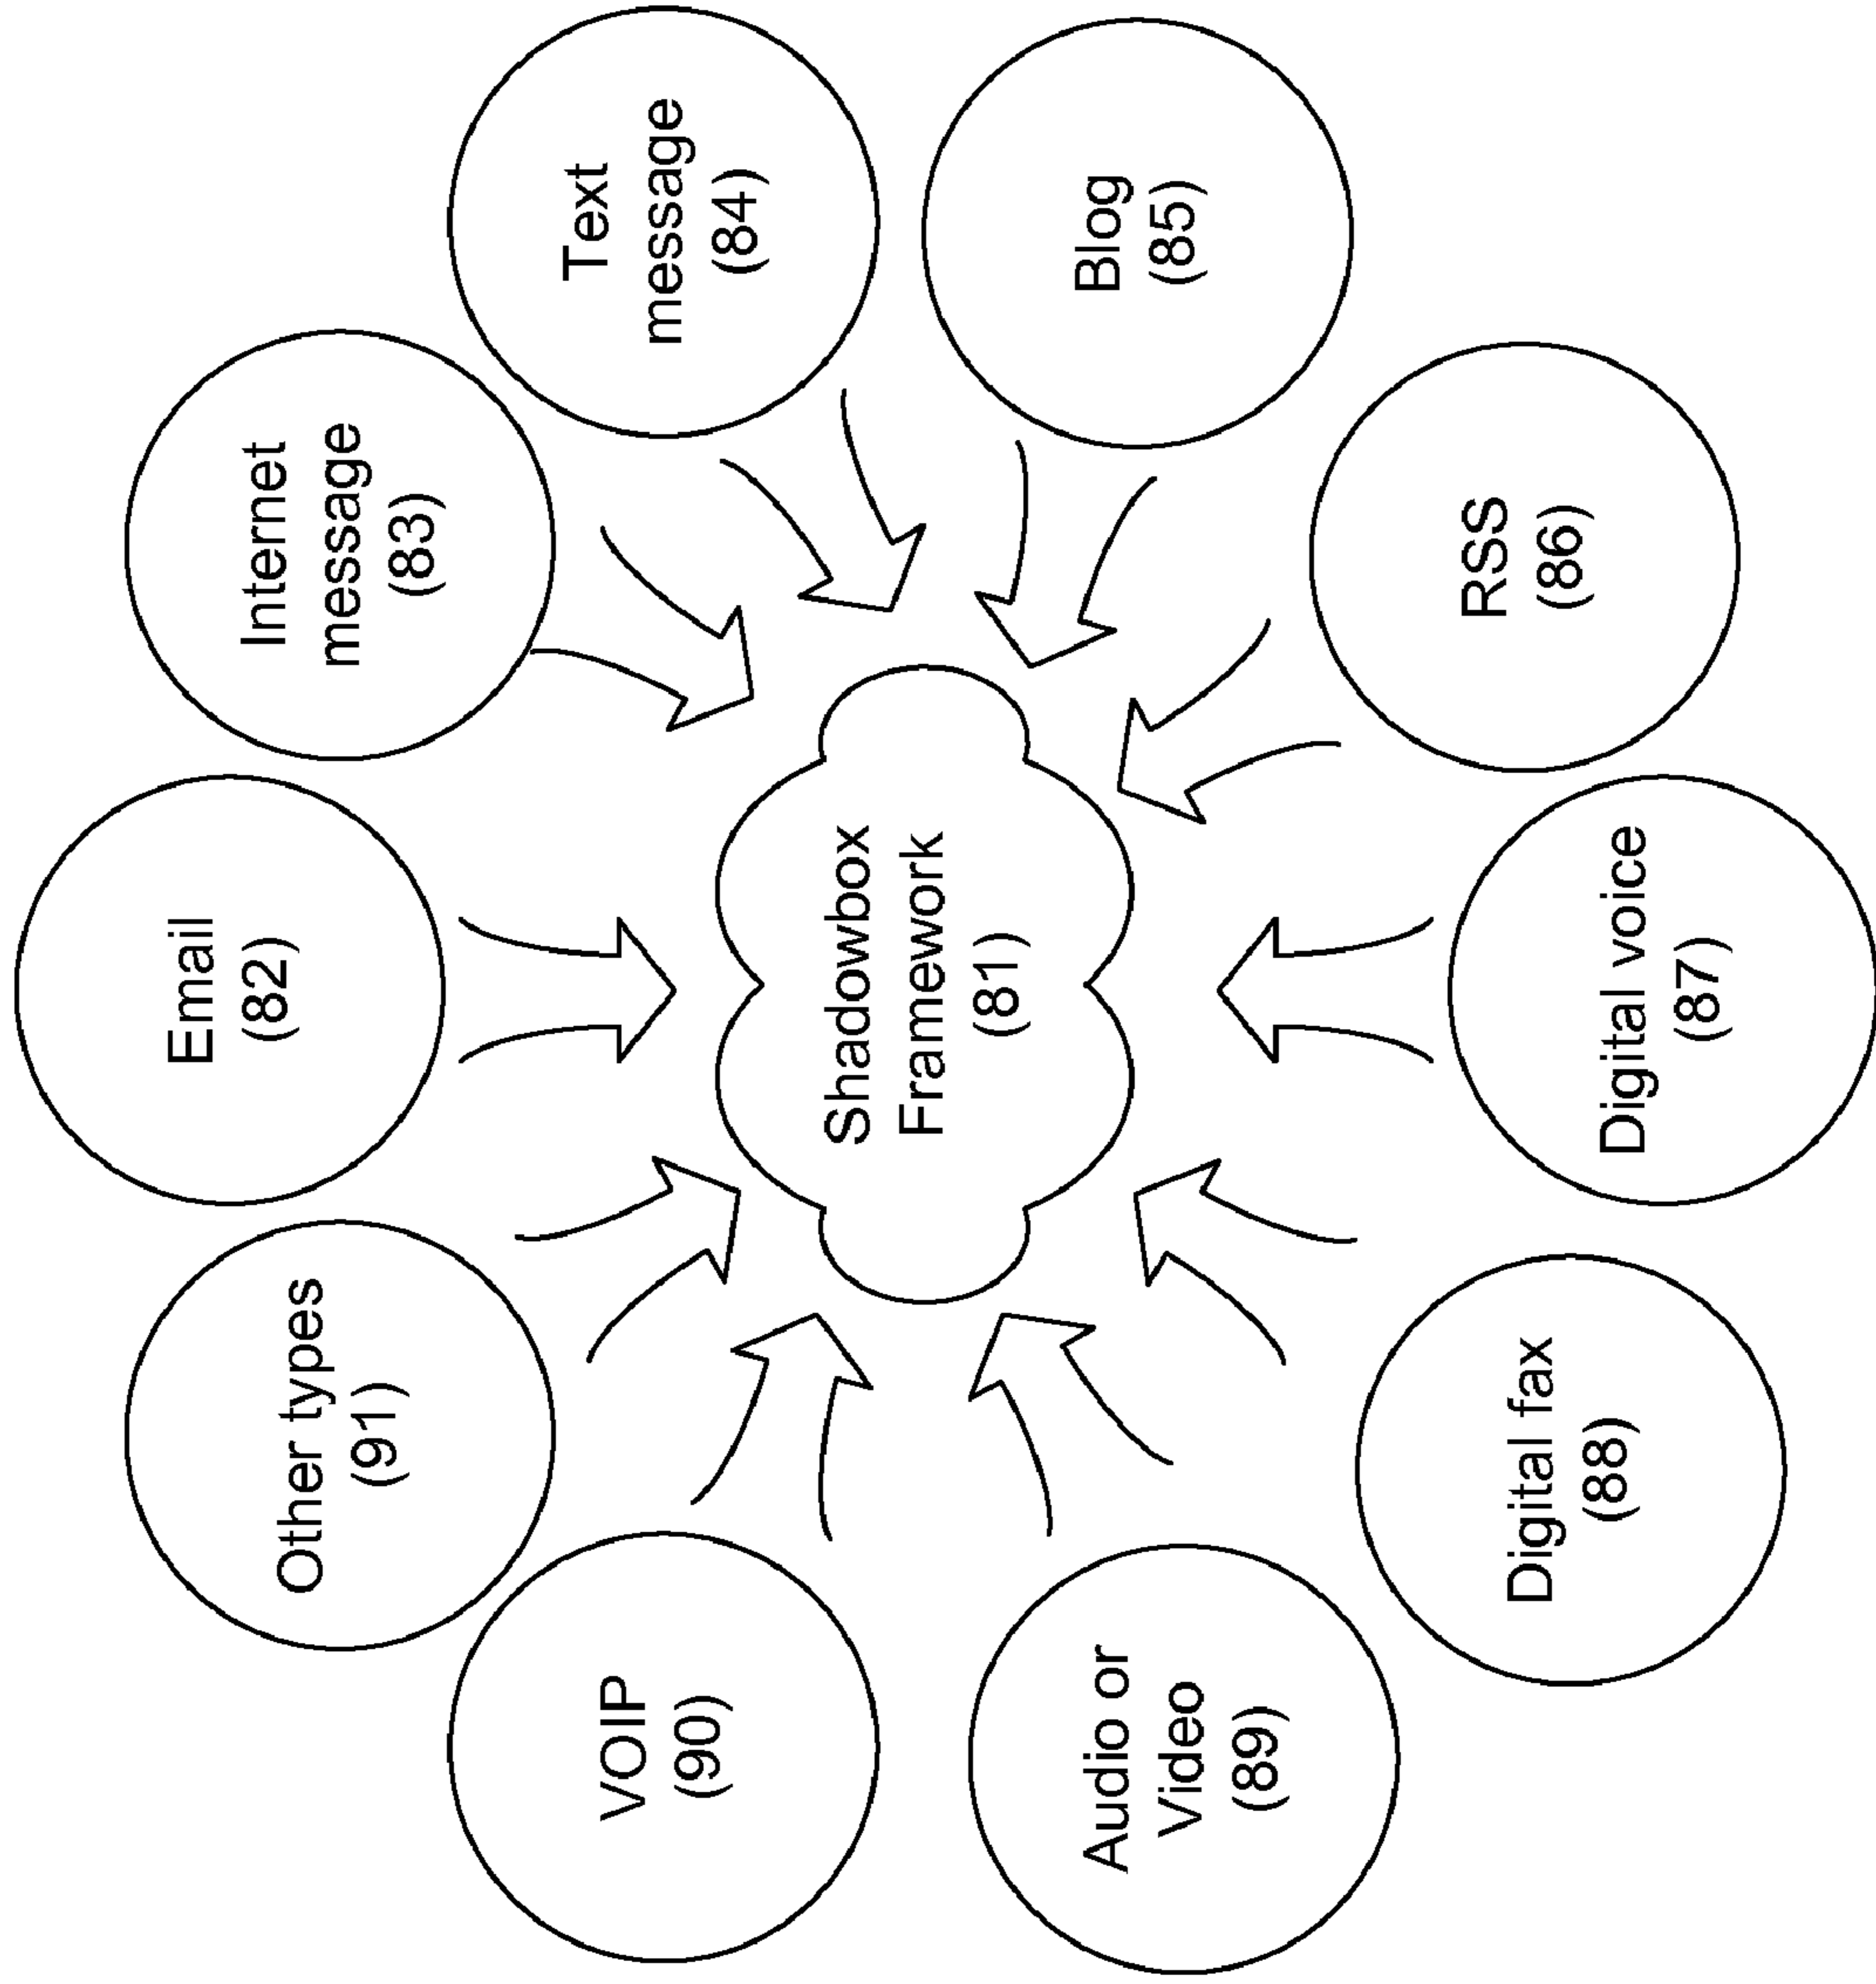 Email
(82)
Internet
message
(83)
Text
message
(84)
Blog
(85)
RSS
(86)
Digital voice
(87)
Digital fax
(88)
Audio or
Video
(89)
VOIP
(90)
Other types
(91)
Shadowbox
Framework
(81)